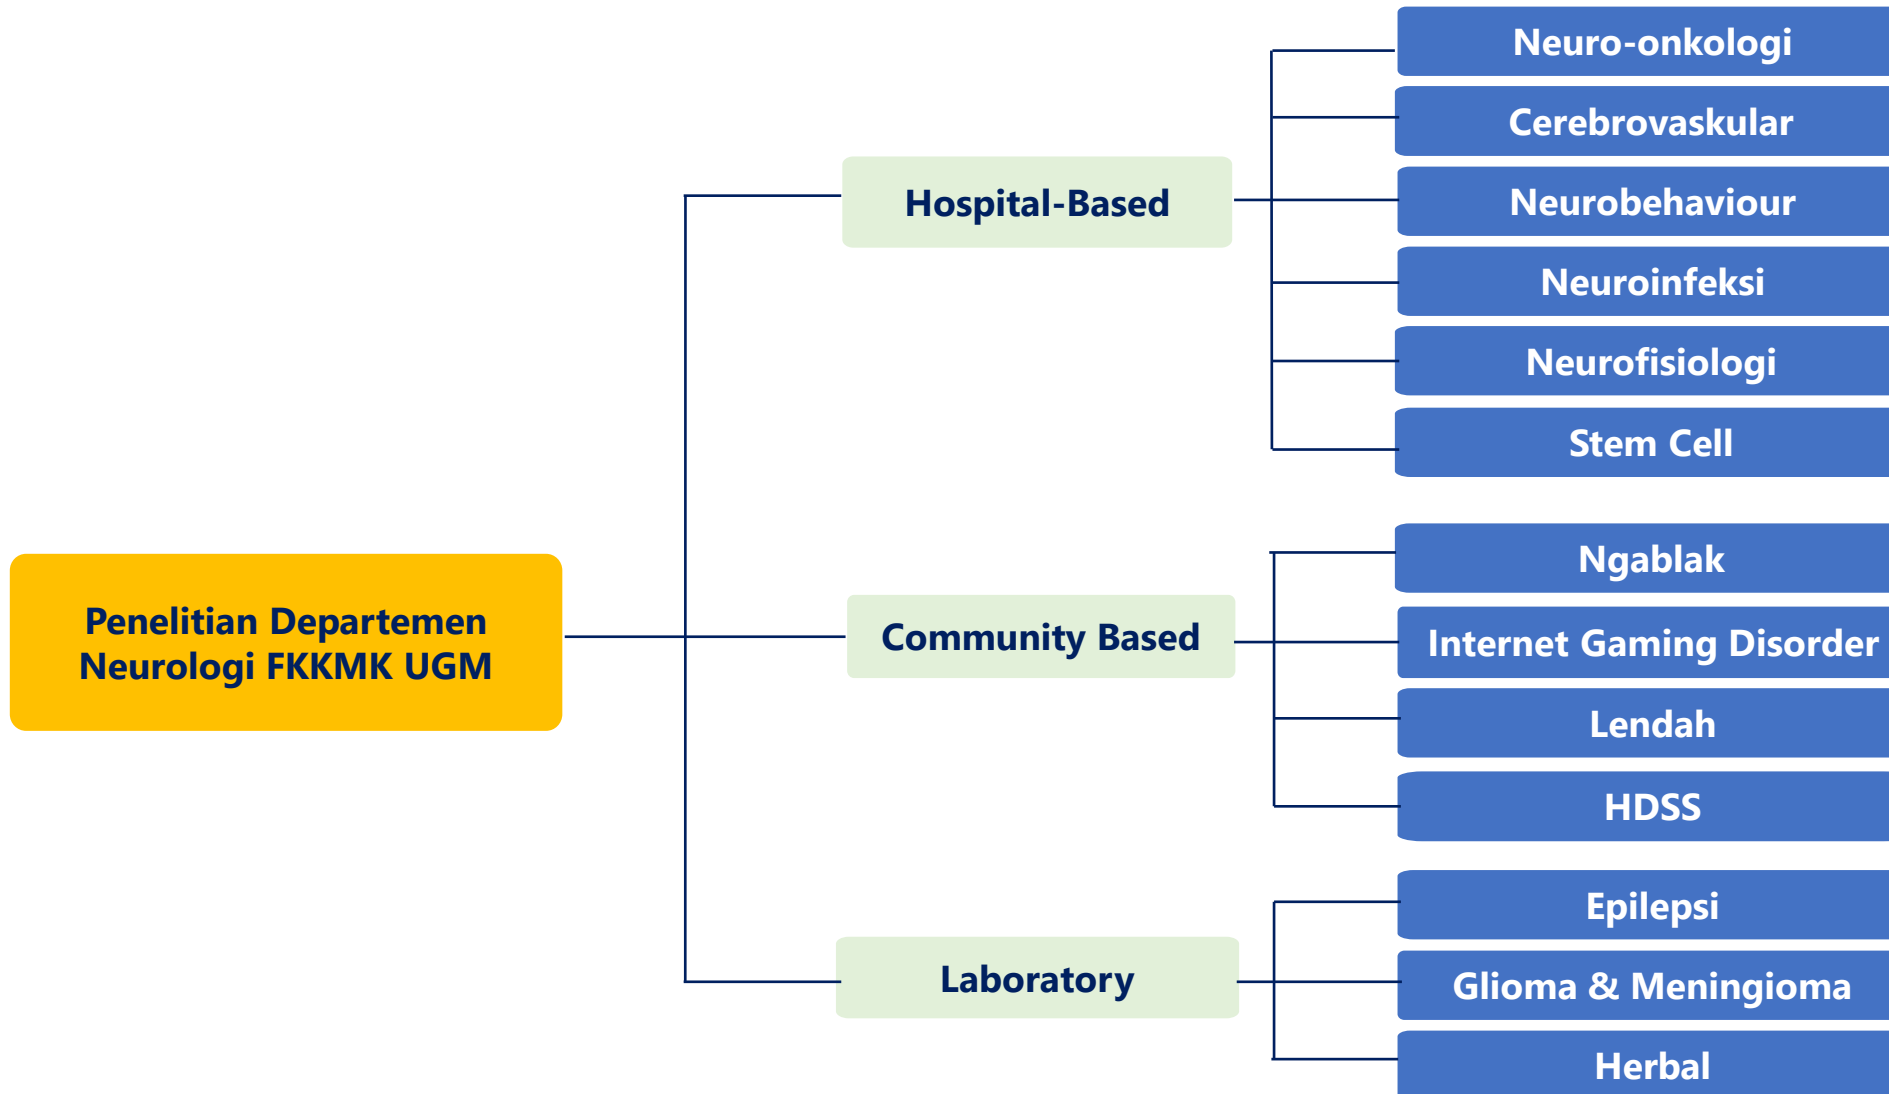 Penelitian Departemen
Neurologi FKKMK UGM
Hospital-Based
Neuro-onkologi
Cerebrovaskular
Neurobehaviour
Neuroinfeksi
Neurofisiologi
Stem Cell
Community Based
Ngablak
Internet Gaming Disorder
Lendah
HDSS
Laboratory
Epilepsi
Glioma & Meningioma
Herbal